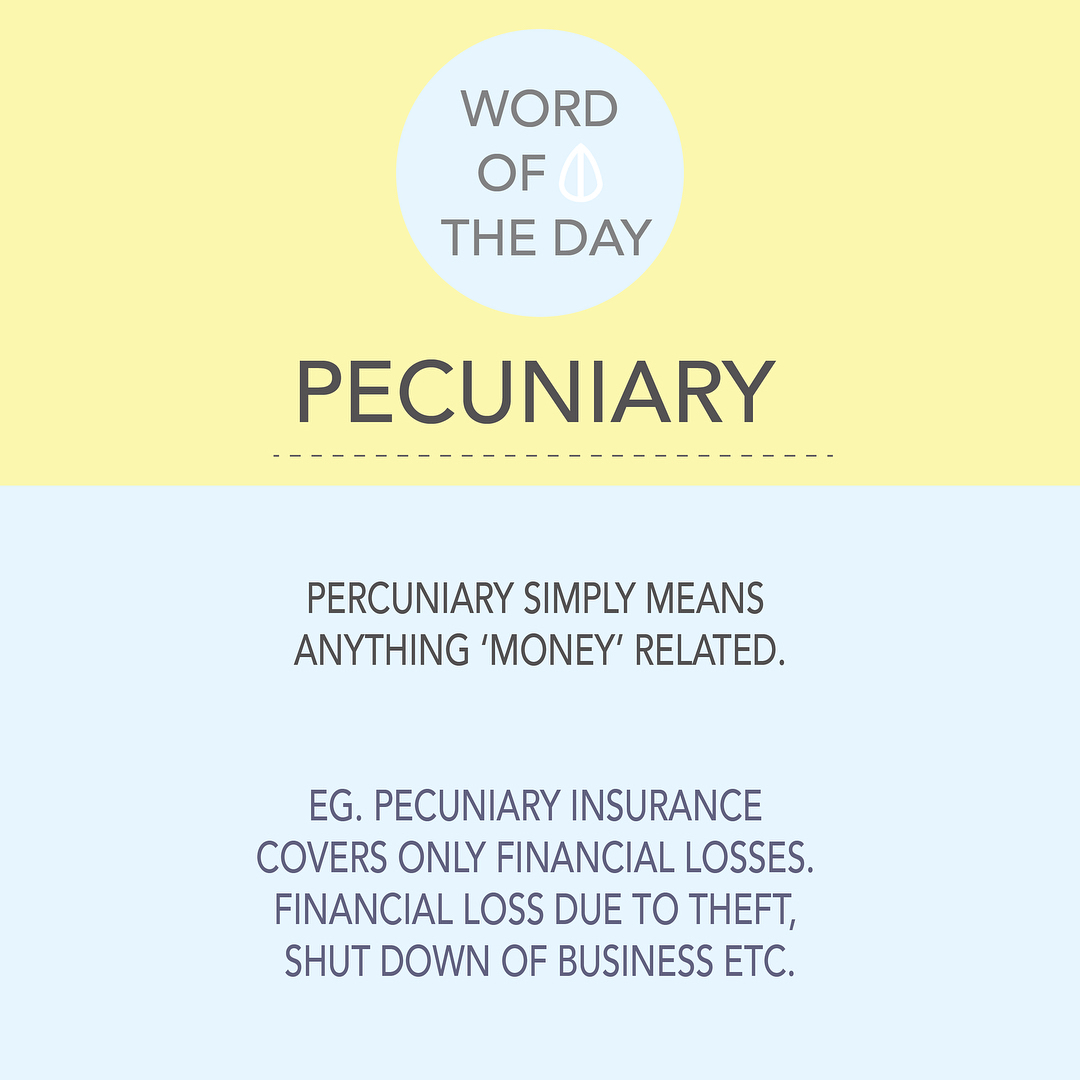 WORD
OF
THE DAY
PECUNIARY
PERCUNIARY SIMPLY MEANS
ANYTHING ‘MONEY’ RELATED.
EG. PECUNIARY INSURANCE
COVERS ONLY FINANCIAL LOSSES.
FINANCIAL LOSS DUE TO THEFT,
SHUT DOWN OF BUSINESS ETC.